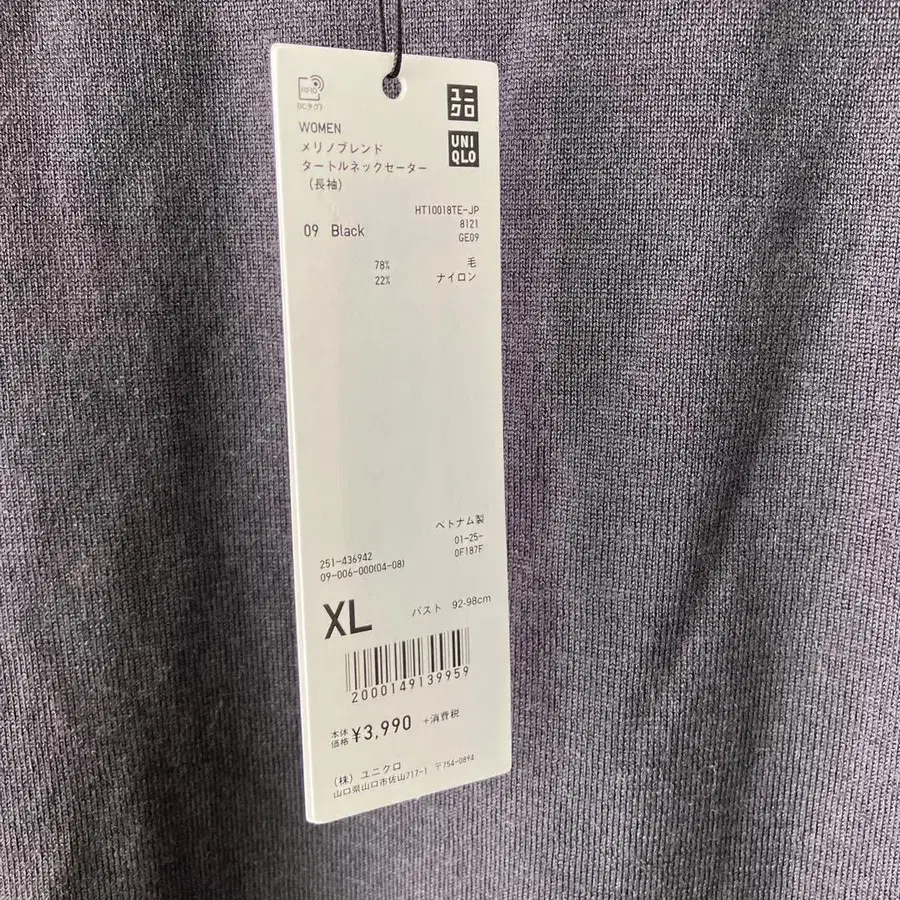 RFID
(ICタグ)
ユニ
クロ
UNI
QLO
WOMEN
メリノブレンド
タートルネックセーター
(長袖)
HT10018TE-JP
8121
GE09
09 Black
78% 毛
22% ナイロン
ベトナム製
01-25-
0F187F
251-436942
09-006-000(04-08)
XL バスト 92-98cm
2000149139959
本体
価格 ¥3,990 +消費税
(株) ユニクロ
山口県山口市佐山717-1 〒754-0894